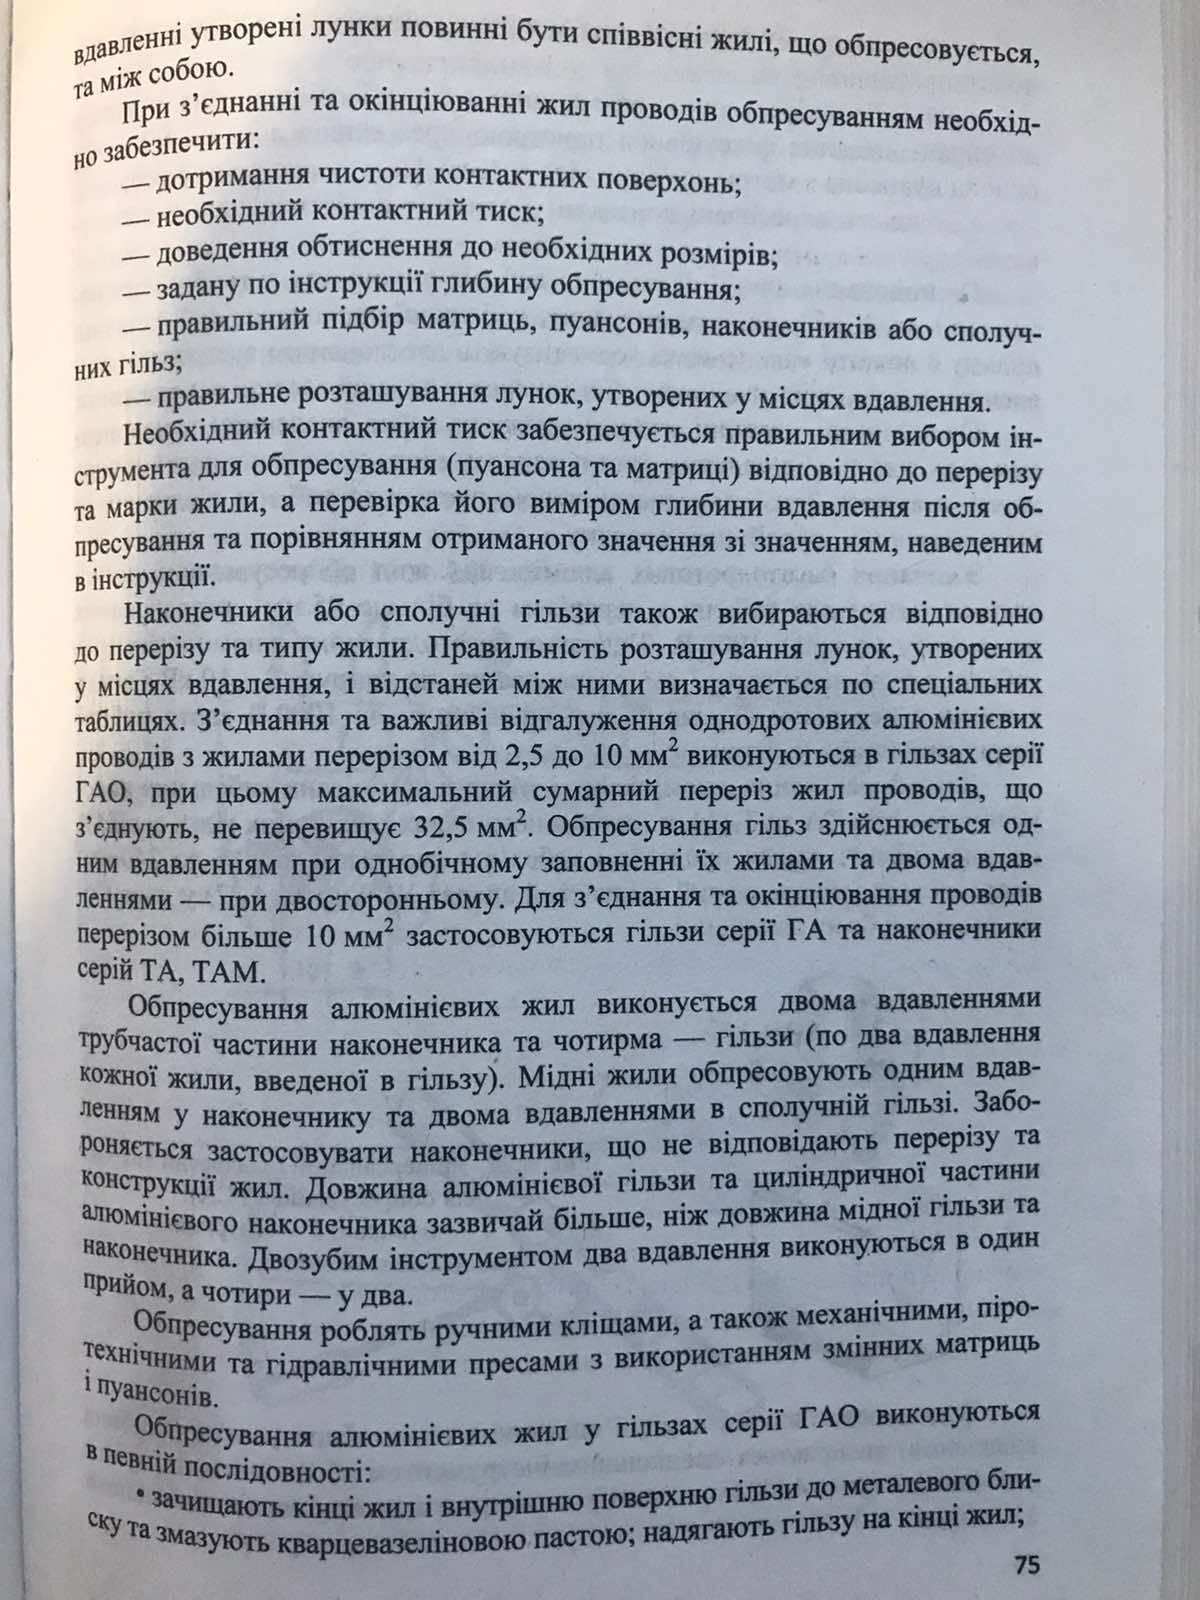 вдавленні утворені лунки повинні бути співвісні жилі, що обпресовується,
та між собою.
При з’єднанні та окінціюванні жил проводів обпресуванням необхід-
но забезпечити:
— дотримання чистоти контактних поверхонь;
— необхідний контактний тиск;
— доведення обтиснення до необхідних розмірів;
— задану по інструкції глибину обпресування;
— правильний підбір матриць, пуансонів, наконечників або сполуч-
них гільз;
— правильне розташування лунок, утворених у місцях вдавлення.
Необхідний контактний тиск забезпечується правильним вибором ін-
струмента для обпресування (пуансона та матриці) відповідно до перерізу
та марки жили, а перевірка його виміром глибини вдавлення після об-
пресування та порівнянням отриманого значення зі значенням, наведеним
в інструкції.
Наконечники або сполучні гільзи також вибираються відповідно
до перерізу та типу жили. Правильність розташування лунок, утворених
у місцях вдавлення, і відстаней між ними визначається по спеціальних
таблицях. З’єднання та важливі відгалуження однодротових алюмінієвих
проводів з жилами перерізом від 2,5 до 10 мм² виконуються в гільзах серії
ГАО, при цьому максимальний сумарний переріз жил проводів, що
з’єднують, не перевищує 32,5 мм². Обпресування гільз здійснюється од-
ним вдавленням при однобічному заповненні їх жилами та двома вдав-
леннями — при двосторонньому. Для з’єднання та окінціювання проводів
перерізом більше 10 мм² застосовуються гільзи серії ГА та наконечники
серій ТА, ТАМ.
Обпресування алюмінієвих жил виконується двома вдавленнями
трубчастої частини наконечника та чотирма — гільзи (по два вдавлення
кожної жили, введеної в гільзу). Мідні жили обпресовують одним вдав-
ленням у наконечнику та двома вдавленнями в сполучній гільзі. Забо-
роняється застосовувати наконечники, що не відповідають перерізу та
конструкції жил. Довжина алюмінієвої гільзи та циліндричної частини
алюмінієвого наконечника зазвичай більше, ніж довжина мідної гільзи та
наконечника. Двозубим інструментом два вдавлення виконуються в один
прийом, а чотири — у два.
Обпресування роблять ручними кліщами, а також механічними, піро-
технічними та гідравлічними пресами з використанням змінних матриць
і пуансонів.
Обпресування алюмінієвих жил у гільзах серії ГАО виконуються
в певній послідовності:
• зачищають кінці жил і внутрішню поверхню гільзи до металевого бли-
ску та змазують кварцевазеліновою пастою; надягають гільзу на кінці жил;
75